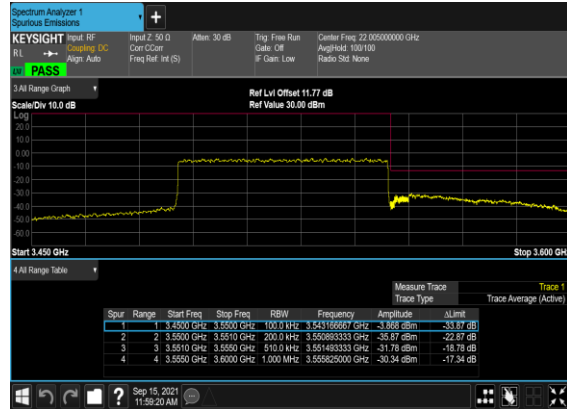 Spectrum Analyzer 1
Spurious Emissions
+
KEYSIGHT Input: RF Input Z: 50 Ω Atten: 30 dB Trig: Free Run Center Freq: 22.005000000 GHz
RL Coupling: DC Corr CCorr Gate: Off Avg|Hold: 100/100
Align: Auto Freq Ref: Int (S) IF Gain: Low Radio Std: None
PASS
3 All Range Graph
Ref Lvl Offset 11.77 dB
Scale/Div 10.0 dB Ref Value 30.00 dBm
Log
20.0
10.0
0.00
-10.0
-20.0
-30.0
-40.0
-50.0
-60.0
Start 3.450 GHz Stop 3.600 GH
4 All Range Table
Measure Trace Trace 1
Trace Type Trace Average (Active)
Spur Range Start Freq Stop Freq RBW Frequency Amplitude ΔLimit
1 1 3.4500 GHz 3.5500 GHz 100.0 kHz 3.543166667 GHz -3.868 dBm -33.87 dB
2 2 3.5500 GHz 3.5510 GHz 200.0 kHz 3.550893333 GHz -35.87 dBm -22.87 dB
3 3 3.5510 GHz 3.5550 GHz 510.0 kHz 3.551493333 GHz -31.78 dBm -18.78 dB
4 4 3.5550 GHz 3.6000 GHz 1.000 MHz 3.555825000 GHz -30.34 dBm -17.34 dB
? Sep 15, 2021
11:59:20 AM